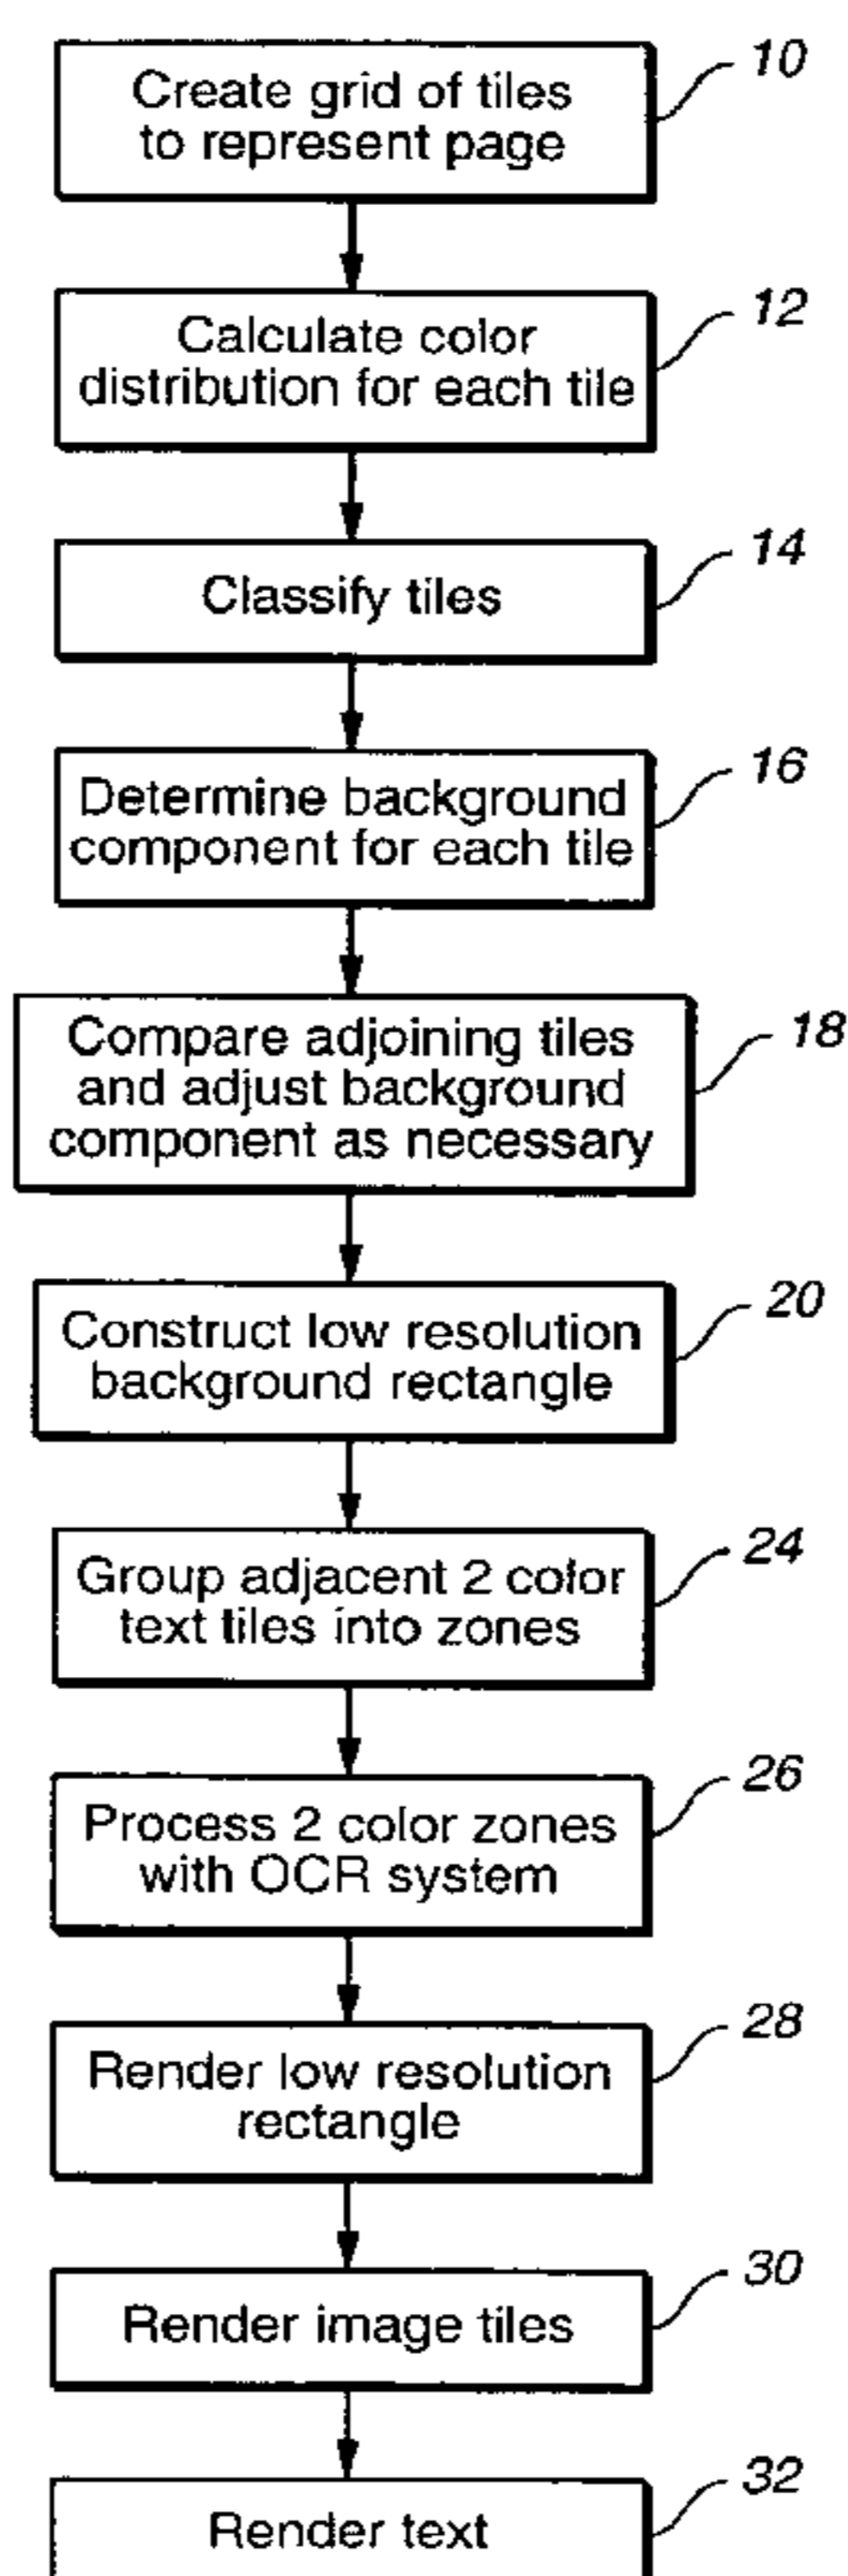 Create grid of tiles
to represent page
10
Calculate color
distribution for each tile
12
Classify tiles
14
Determine background
component for each tile
16
Compare adjoining tiles
and adjust background
component as necessary
18
Construct low resolution
background rectangle
20
Group adjacent 2 color
text tiles into zones
24
Process 2 color zones
with OCR system
26
Render low resolution
rectangle
28
Render image tiles
30
Render text
32